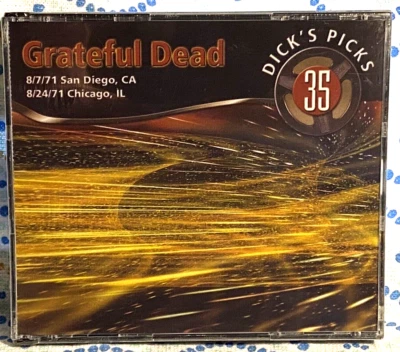 Grateful Dead
8/7/71 San Diego, CA
8/24/71 Chicago, IL
DICK'S PICKS
35